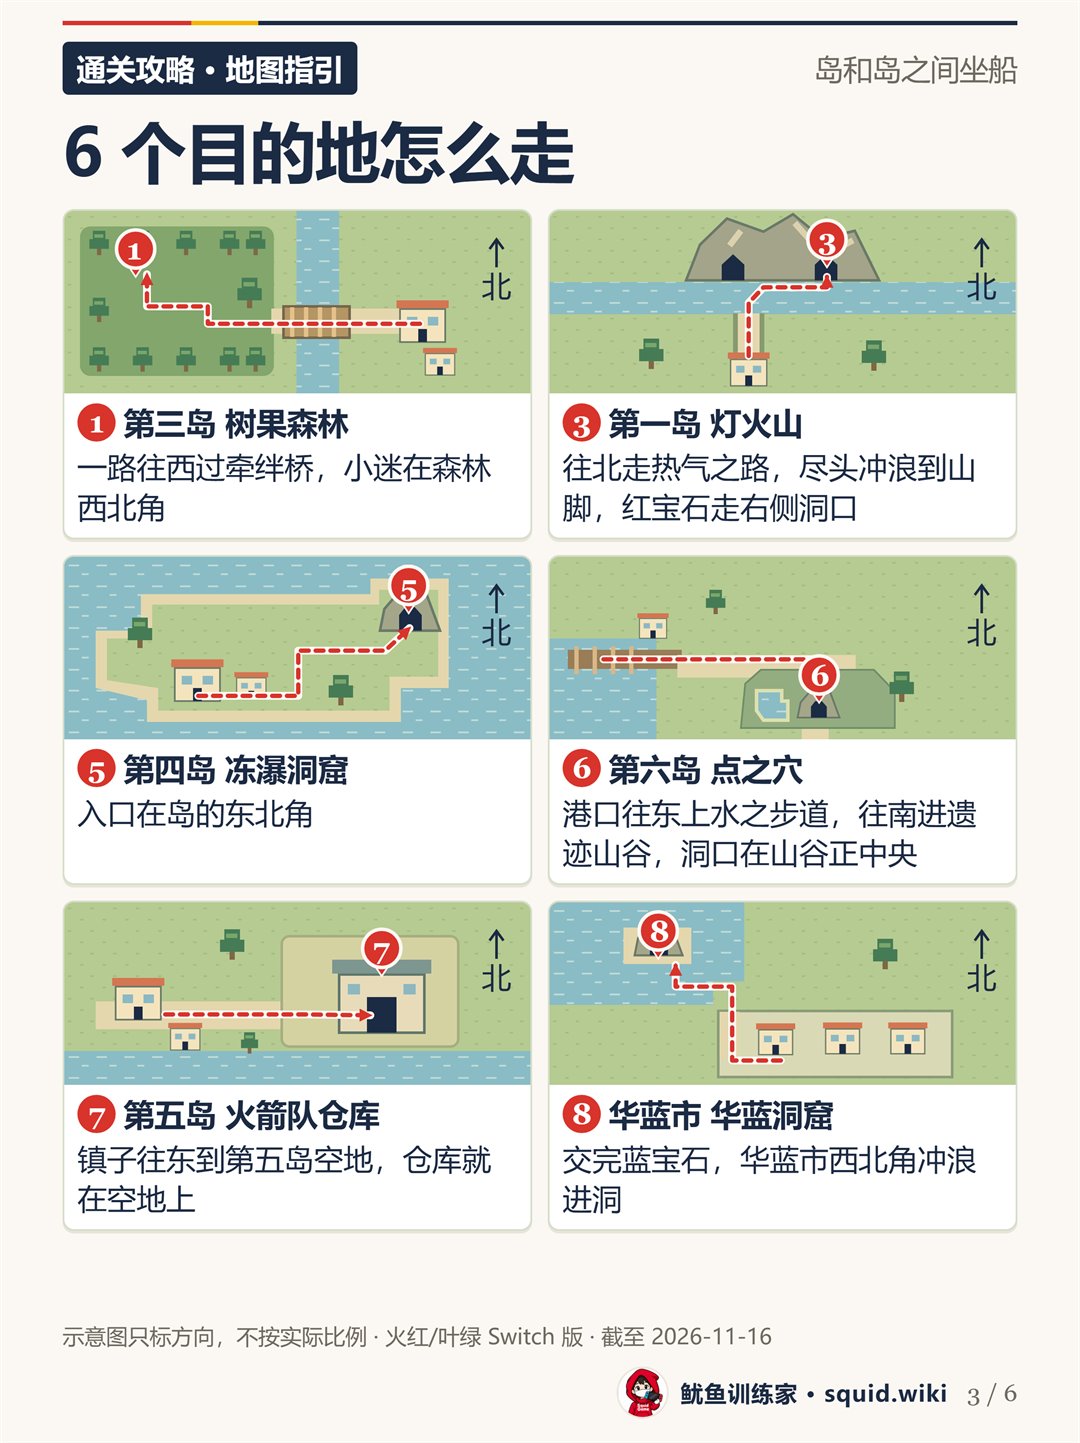 通关攻略·地图指引
岛和岛之间坐船
6 个目的地怎么走
1
北
3
北
1 第三岛 树果森林
一路往西过牵绊桥，小迷在森林
西北角
3 第一岛 灯火山
往北走热气之路，尽头冲浪到山
脚，红宝石走右侧洞口
5
北
6
北
5 第四岛 冻瀑洞窟
入口在岛的东北角
6 第六岛 点之穴
港口往东上水之步道，往南进遗
迹山谷，洞口在山谷正中央
7
北
8
北
7 第五岛 火箭队仓库
镇子往东到第五岛空地，仓库就
在空地上
8 华蓝市 华蓝洞窟
交完蓝宝石，华蓝市西北角冲浪
进洞
示意图只标方向，不按实际比例·火红/叶绿 Switch 版·截至 2026-11-16
鱿鱼训练家·squid.wiki 3 / 6